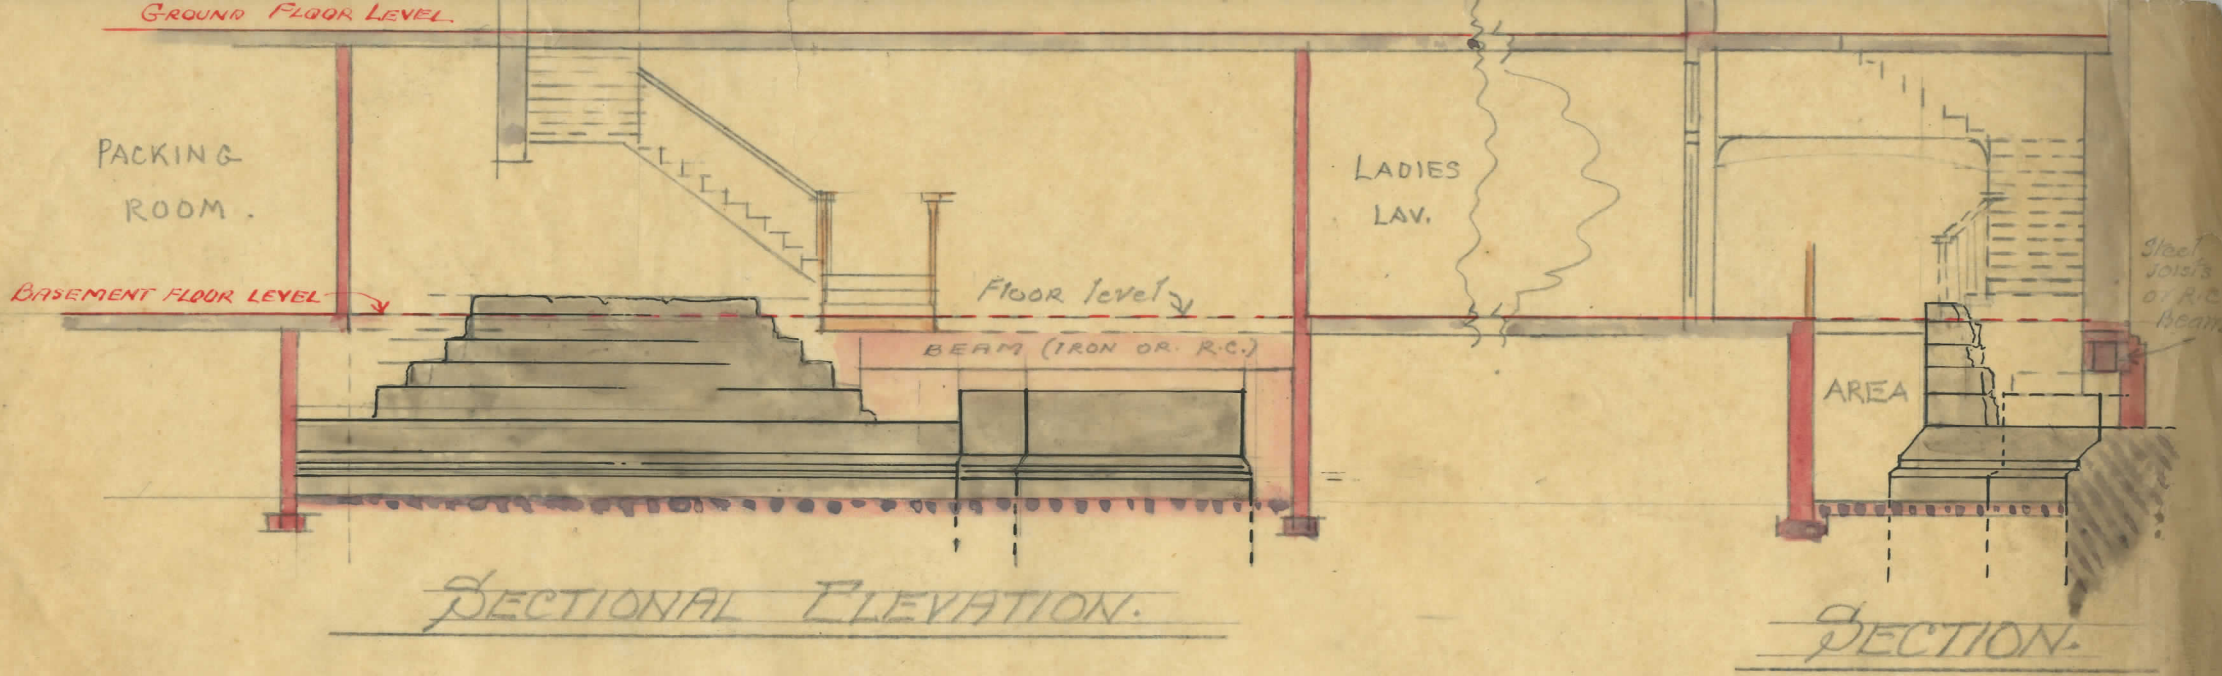 GROUND FLOOR LEVEL
PACKING
ROOM.
LADIES
LAV.
BASEMENT FLOOR LEVEL
Floor level
BEAM (IRON OR R.C.)
AREA
Steel
Joists
or R.C.
Beam
SECTIONAL ELEVATION.
SECTION.